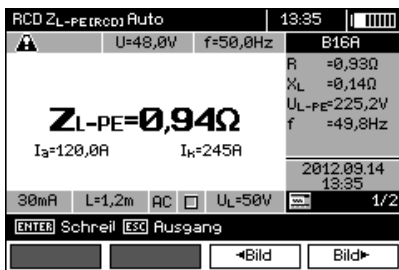 RCD ZL-PE[RCD] Auto 13:35
U=48,0V f=50,0Hz B16A
R =0,93Ω
XL =0,14Ω
UL-PE=225,2V
f =49,8Hz
ZL-PE=0,94Ω
Ia=120,0A Ik=245A
2012.09.14
13:35
30mA L=1,2m AC UL=50V 1/2
ENTER Schreil ESC Ausgang
◄Bild Bild►